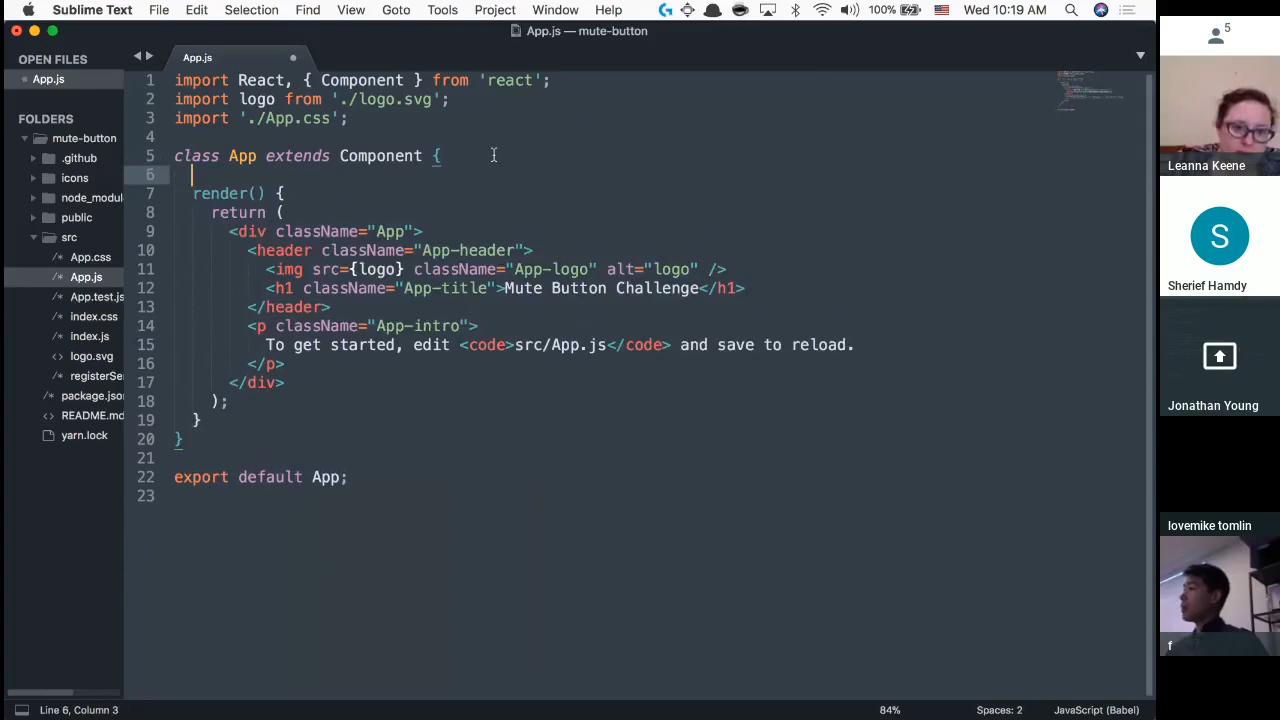 Sublime Text File Edit Selection Find View Goto Tools Project Window Help 100% Wed 10:19 AM
App.js — mute-button
OPEN FILES
App.js
FOLDERS
mute-button
.github
icons
node_modul
public
src
App.css
App.js
App.test.js
index.css
index.js
logo.svg
registerSe
package.jso
README.md
yarn.lock
App.js
1 import React, { Component } from 'react';
2 import logo from './logo.svg';
3 import './App.css';
4
5 class App extends Component {
6
7 render() {
8 return (
9 <div className="App">
10 <header className="App-header">
11 <img src={logo} className="App-logo" alt="logo" />
12 <h1 className="App-title">Mute Button Challenge</h1>
13 </header>
14 <p className="App-intro">
15 To get started, edit <code>src/App.js</code> and save to reload.
16 </p>
17 </div>
18 );
19 }
20 }
21
22 export default App;
23
Line 6, Column 3 84% Spaces: 2 JavaScript (Babel)
5
Leanna Keene
S
Sherief Hamdy
Jonathan Young
lovemike tomlin
f